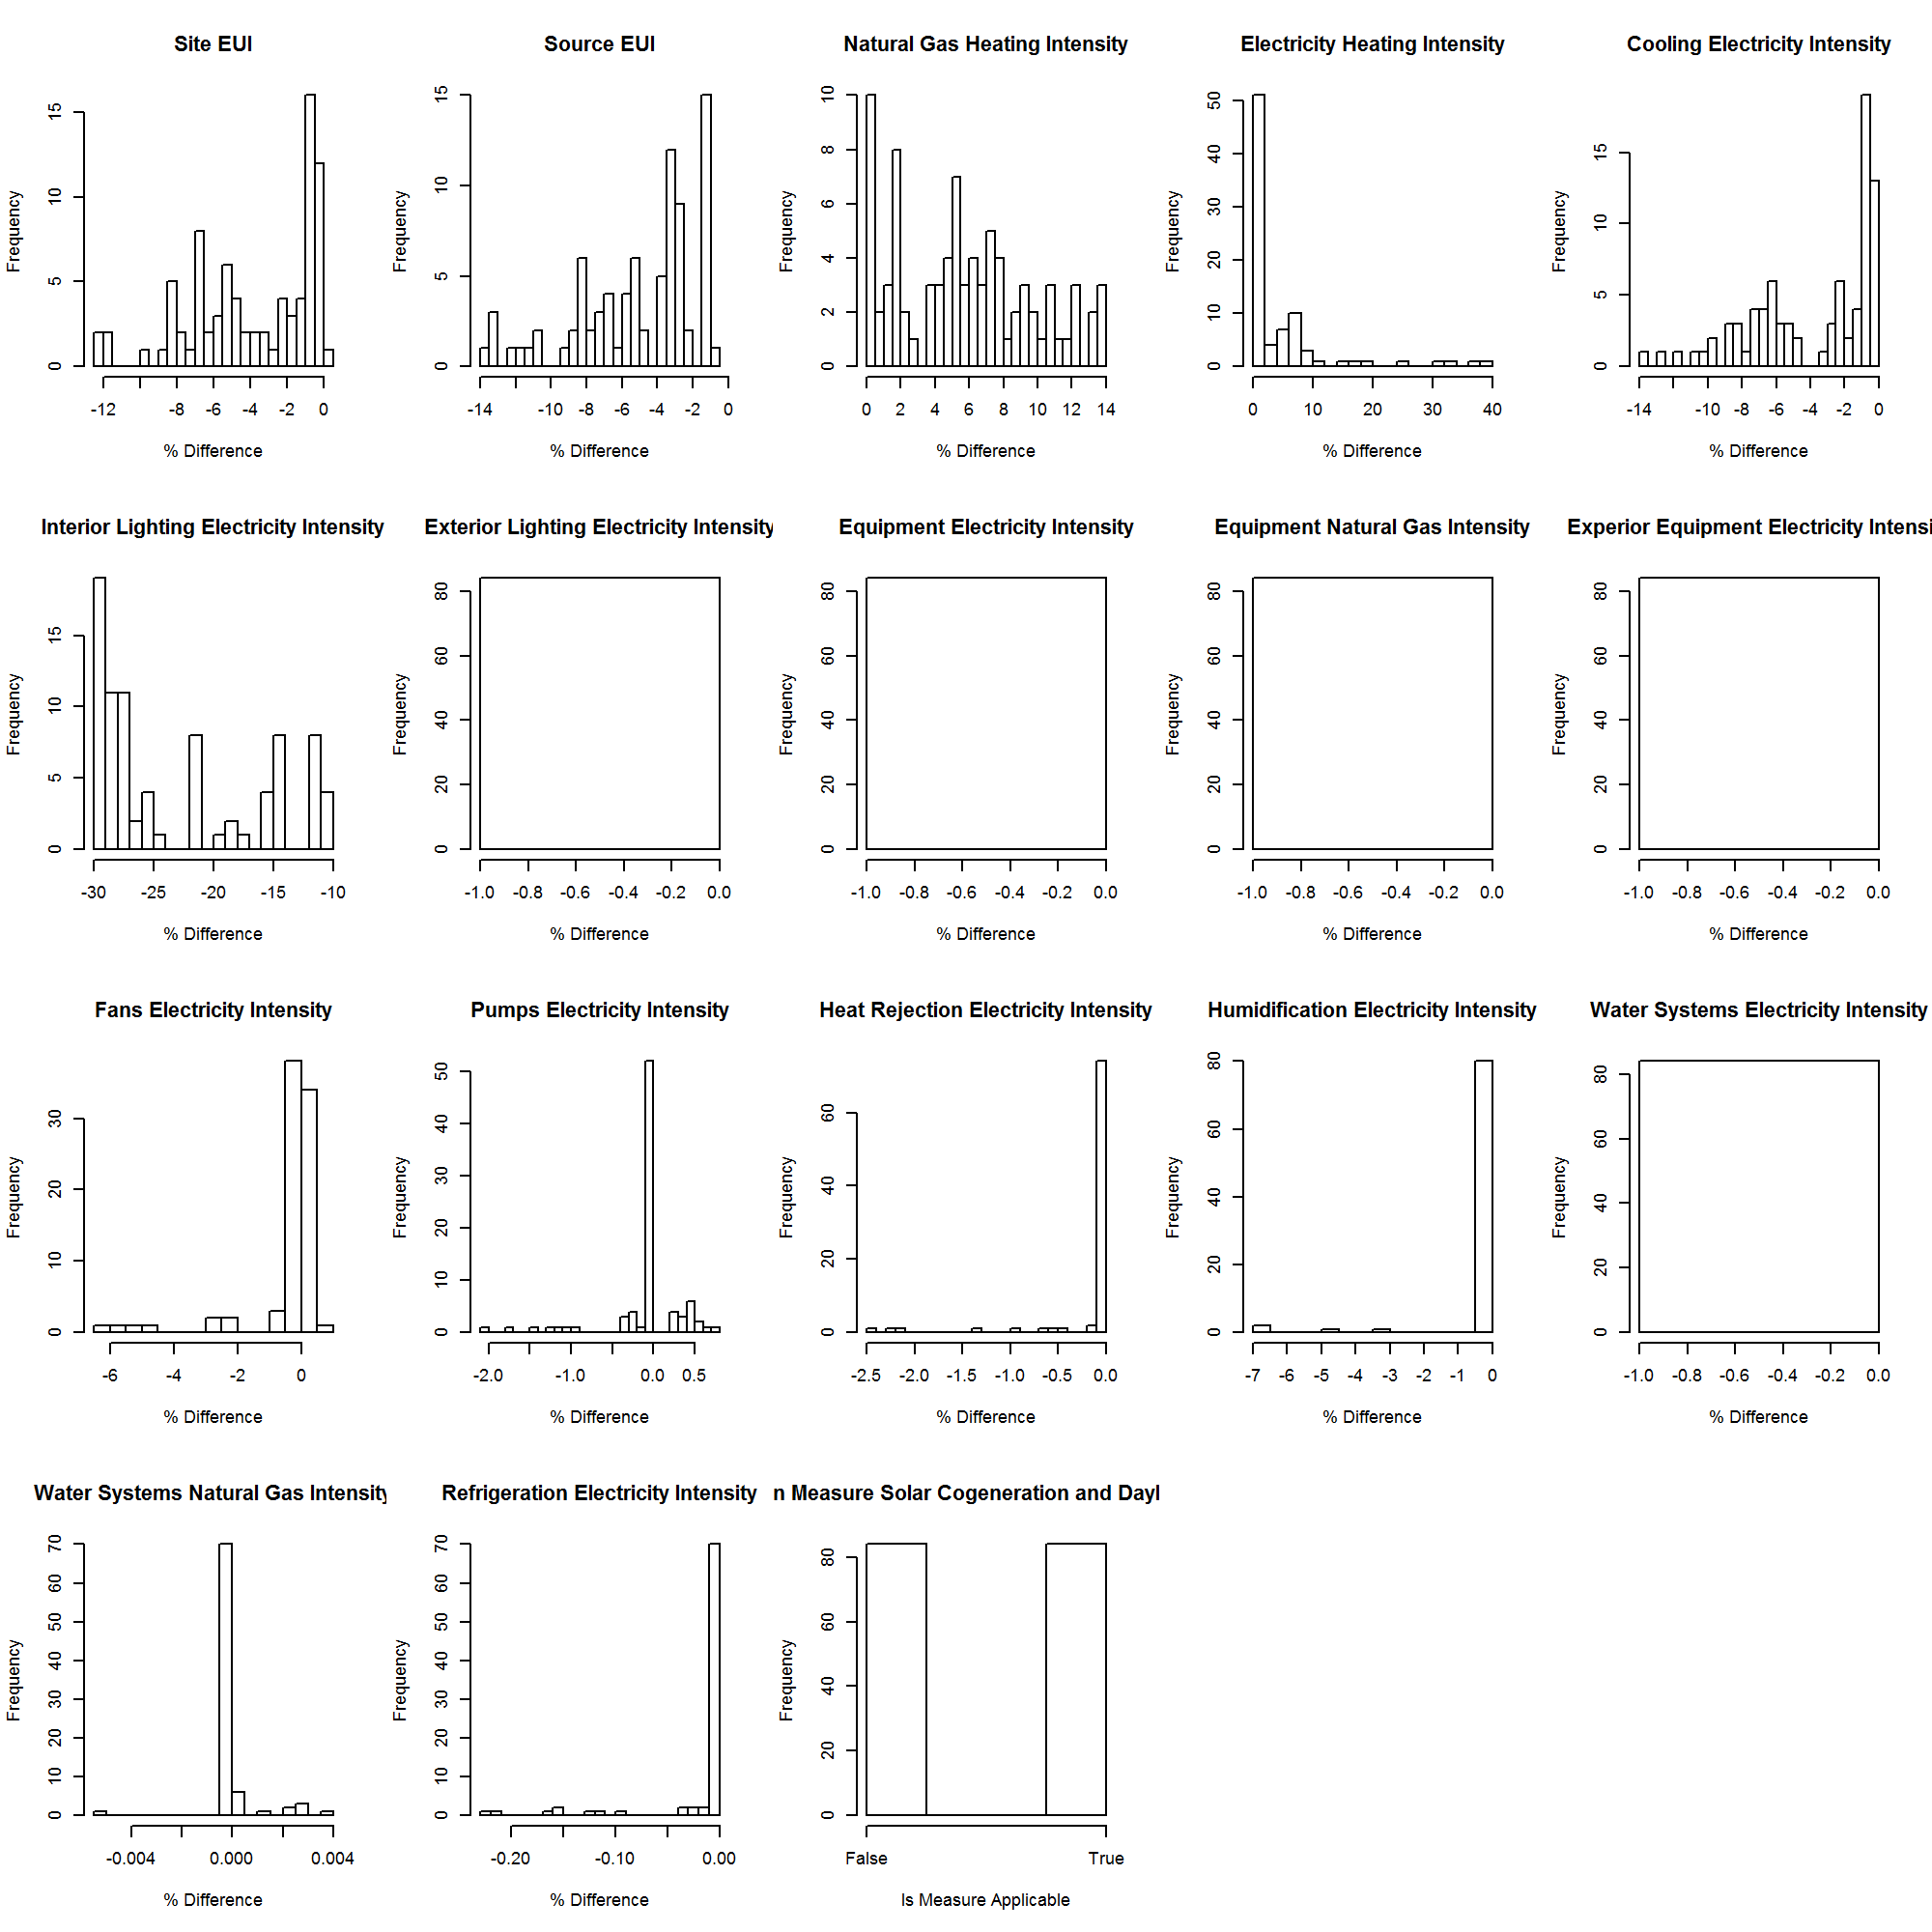 Site EUI
Frequency
15
10
5
0
-12 -8 -6 -4 -2 0
% Difference
Source EUI
Frequency
15
10
5
0
-14 -10 -8 -6 -4 -2 0
% Difference
Natural Gas Heating Intensity
Frequency
10
8
6
4
2
0
0 2 4 6 8 10 12 14
% Difference
Electricity Heating Intensity
Frequency
50
40
30
20
10
0
0 10 20 30 40
% Difference
Cooling Electricity Intensity
Frequency
15
10
5
0
-14 -10 -8 -6 -4 -2 0
% Difference
Interior Lighting Electricity Intensity
Frequency
15
10
5
0
-30 -25 -20 -15 -10
% Difference
Exterior Lighting Electricity Intensity
Frequency
80
60
40
20
0
-1.0 -0.8 -0.6 -0.4 -0.2 0.0
% Difference
Equipment Electricity Intensity
Frequency
80
60
40
20
0
-1.0 -0.8 -0.6 -0.4 -0.2 0.0
% Difference
Equipment Natural Gas Intensity
Frequency
80
60
40
20
0
-1.0 -0.8 -0.6 -0.4 -0.2 0.0
% Difference
Experior Equipment Electricity Intensi
Frequency
80
60
40
20
0
-1.0 -0.8 -0.6 -0.4 -0.2 0.0
% Difference
Fans Electricity Intensity
Frequency
30
20
10
0
-6 -4 -2 0
% Difference
Pumps Electricity Intensity
Frequency
50
40
30
20
10
0
-2.0 -1.0 0.0 0.5
% Difference
Heat Rejection Electricity Intensity
Frequency
60
40
20
0
-2.5 -2.0 -1.5 -1.0 -0.5 0.0
% Difference
Humidification Electricity Intensity
Frequency
80
60
40
20
0
-7 -6 -5 -4 -3 -2 -1 0
% Difference
Water Systems Electricity Intensity
Frequency
80
60
40
20
0
-1.0 -0.8 -0.6 -0.4 -0.2 0.0
% Difference
Water Systems Natural Gas Intensity
Frequency
70
60
50
40
30
20
10
0
-0.004 0.000 0.004
% Difference
Refrigeration Electricity Intensity
Frequency
70
60
50
40
30
20
10
0
-0.20 -0.10 0.00
% Difference
n Measure Solar Cogeneration and Dayl
Frequency
80
60
40
20
0
False True
Is Measure Applicable